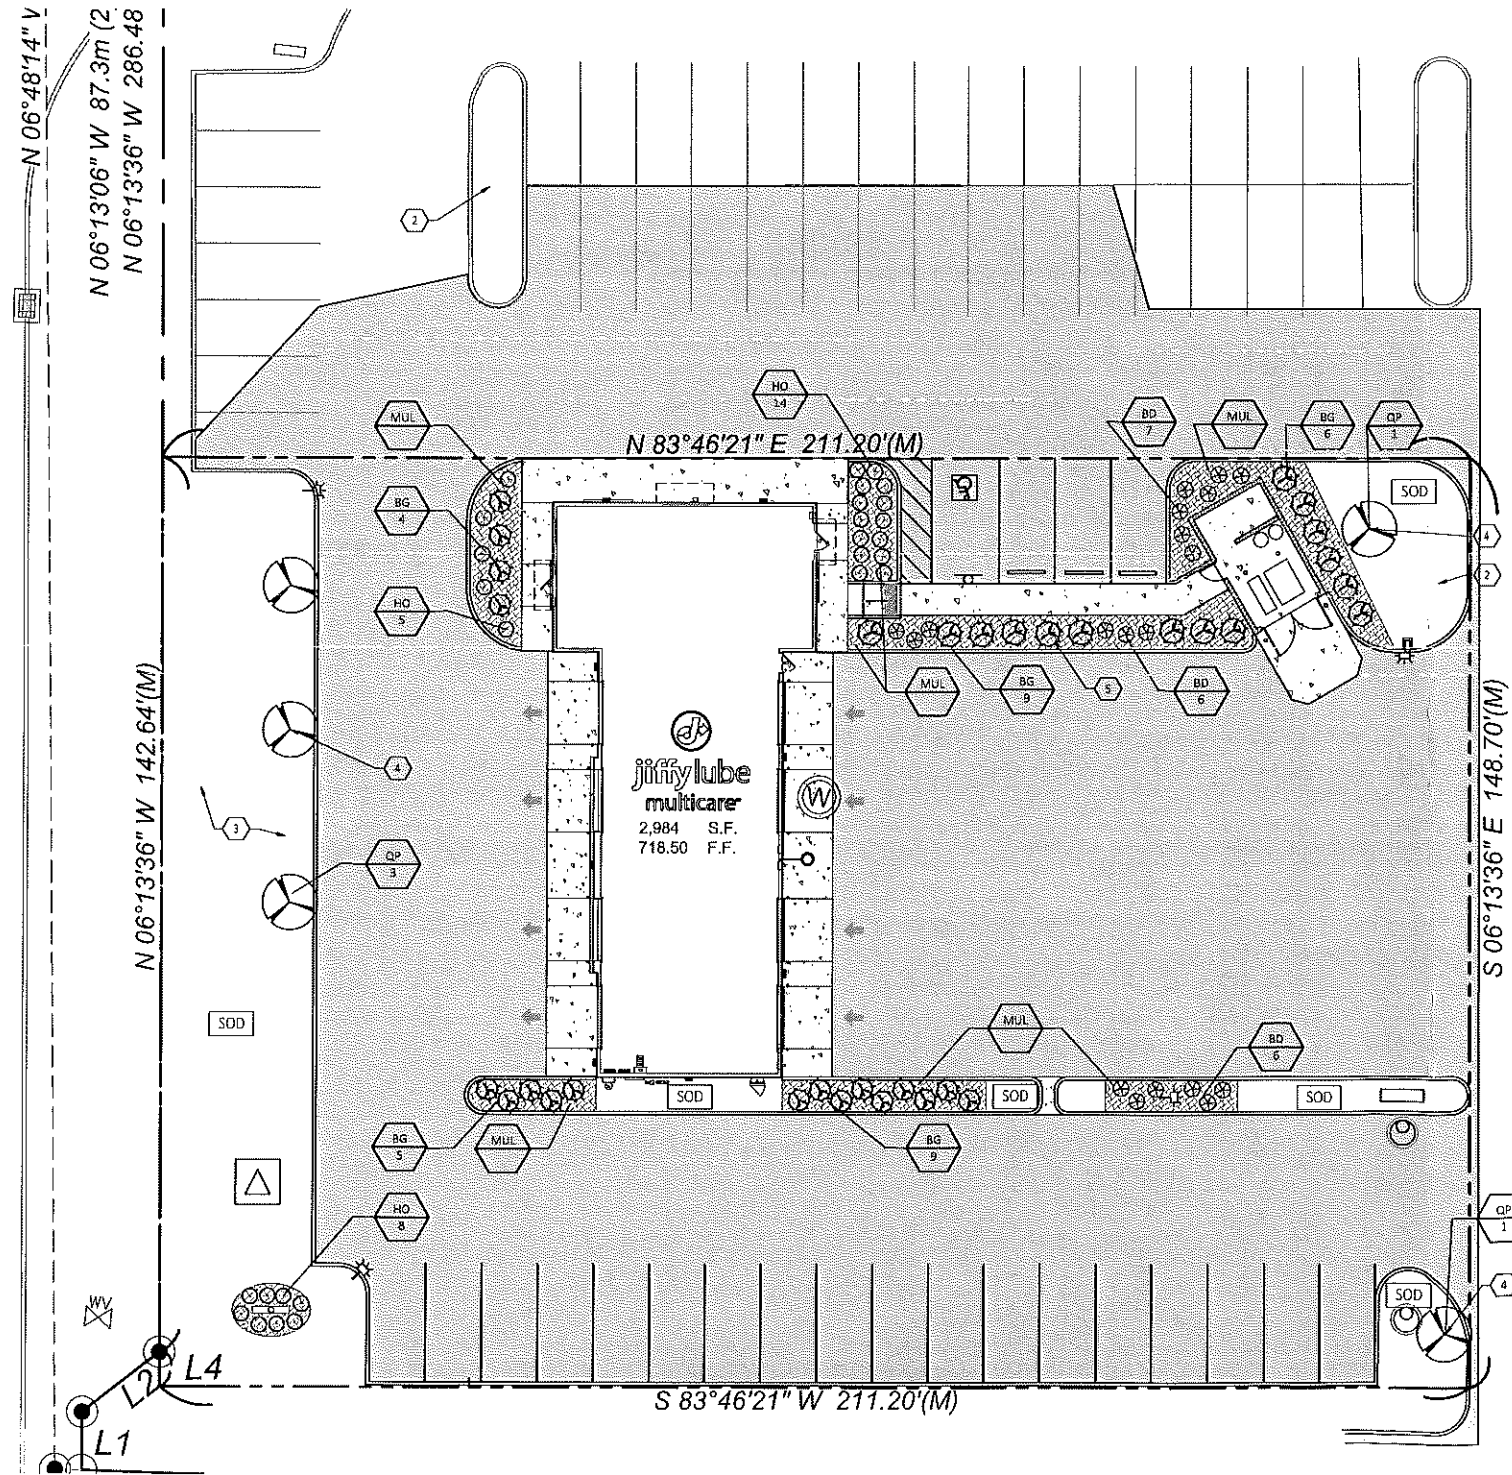 N 06°48'14" W
N 06°13'06" W 87.3m (2
N 06°13'36" W 286.48
2
MUL
HO
14
BD
7
MUL
BG
6
QP
1
N 83°46'21" E 211.20'(M)
SOD
BG
4
4
2
HO
5
MUL
BG
9
5
BD
6
N 06°13'36" W 142.64'(M)
S 06°13'36" E 148.70'(M)
4
jiffylube
multicare
W
2,984 S.F.
718.50 F.F.
3
QP
3
SOD
MUL
BD
6
SOD
SOD
SOD
BG
5
MUL
BG
9
HO
8
QP
1
WV
SOD
4
L2
L4
S 83°46'21" W 211.20'(M)
L1